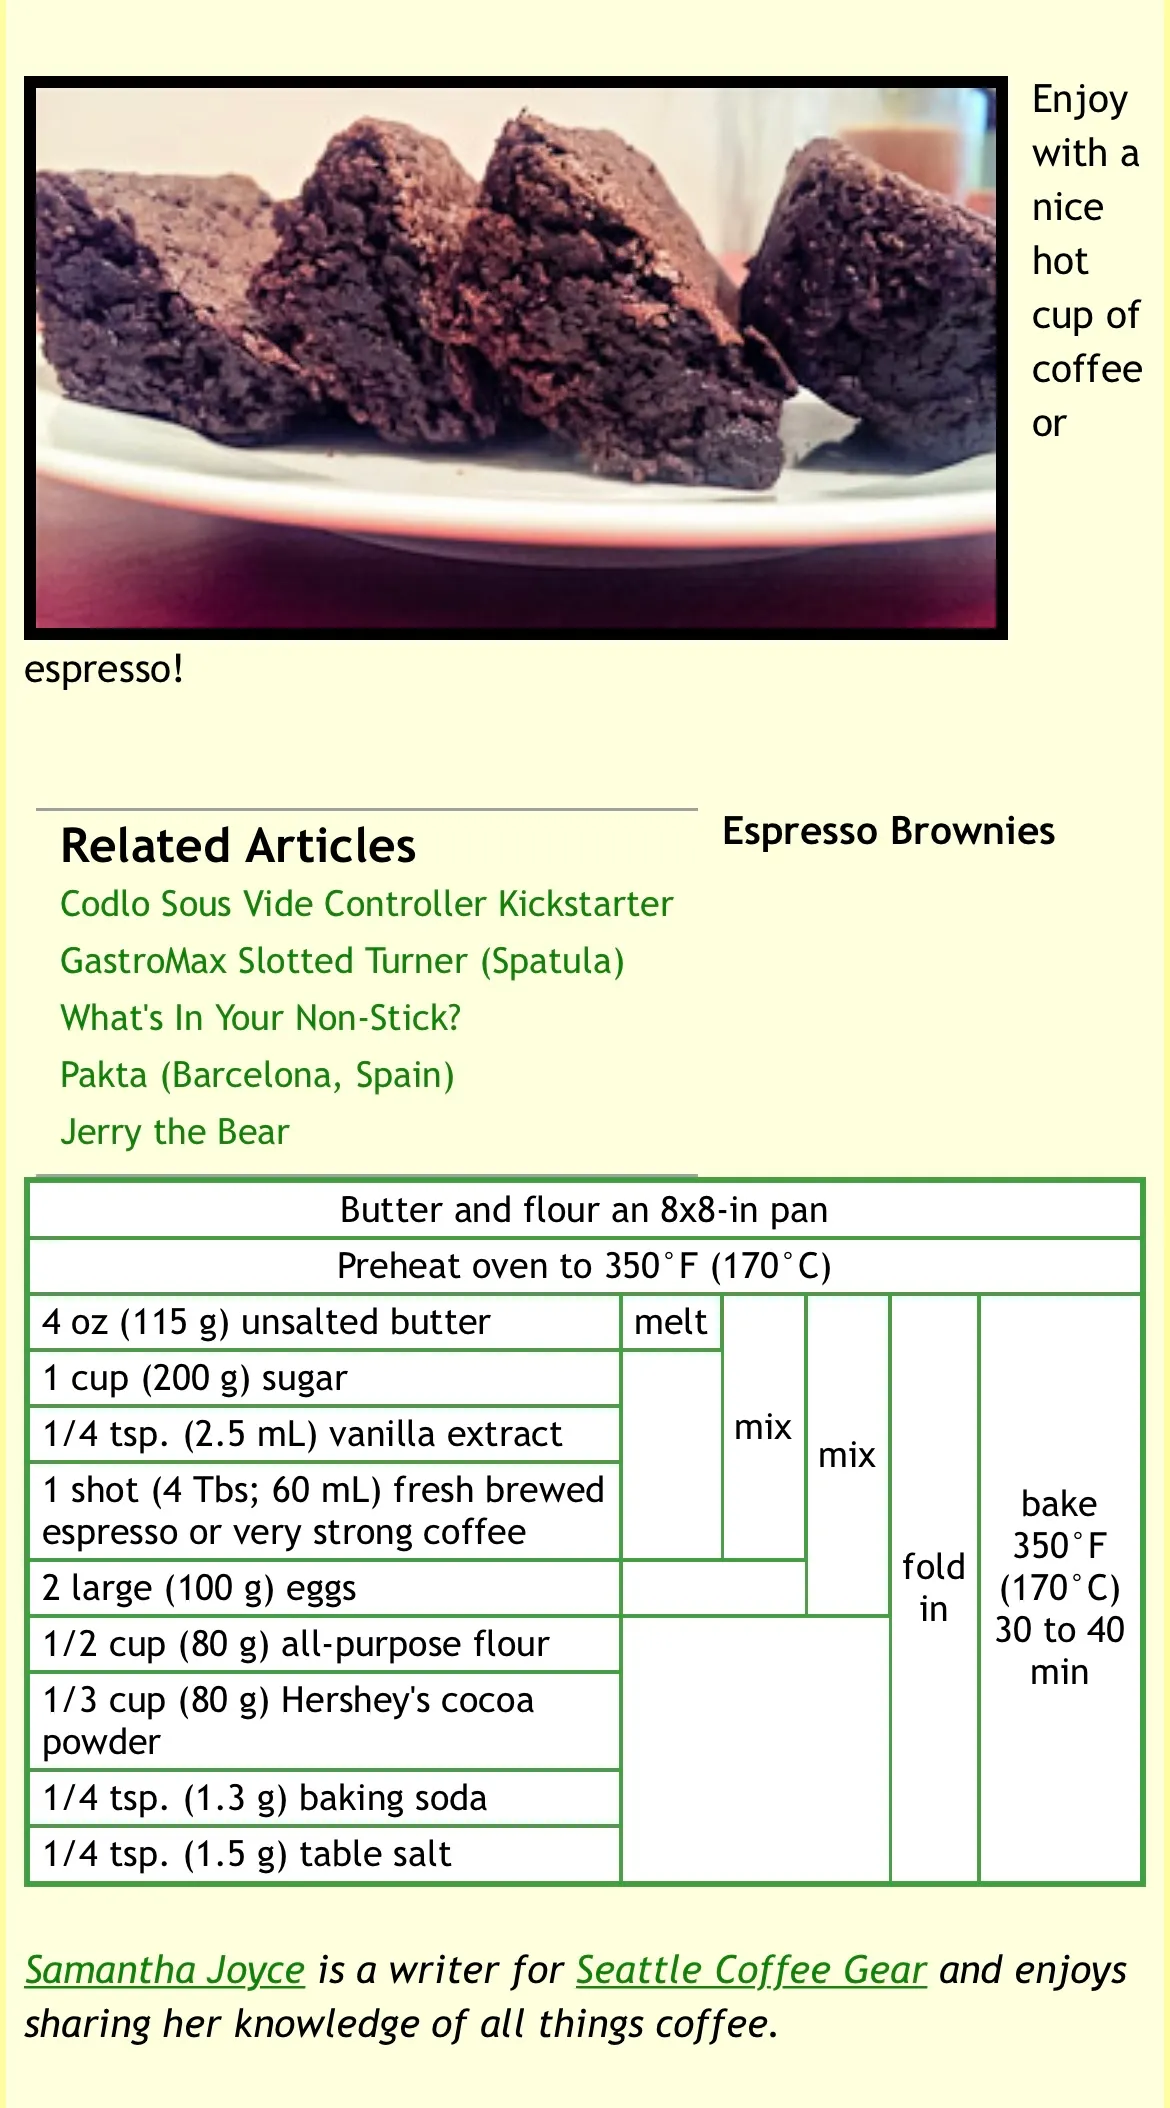 Enjoy
with a
nice
hot
cup of
coffee
or
espresso!
Related Articles
Codlo Sous Vide Controller Kickstarter
GastroMax Slotted Turner (Spatula)
What's In Your Non-Stick?
Pakta (Barcelona, Spain)
Jerry the Bear
Espresso Brownies
Butter and flour an 8x8-in pan
Preheat oven to 350°F (170°C)
4 oz (115 g) unsalted butter
melt
1 cup (200 g) sugar
1/4 tsp. (2.5 mL) vanilla extract
1 shot (4 Tbs; 60 mL) fresh brewed
espresso or very strong coffee
mix
2 large (100 g) eggs
mix
1/2 cup (80 g) all-purpose flour
1/3 cup (80 g) Hershey's cocoa
powder
1/4 tsp. (1.3 g) baking soda
1/4 tsp. (1.5 g) table salt
fold
in
bake
350°F
(170°C)
30 to 40
min
Samantha Joyce is a writer for Seattle Coffee Gear and enjoys
sharing her knowledge of all things coffee.